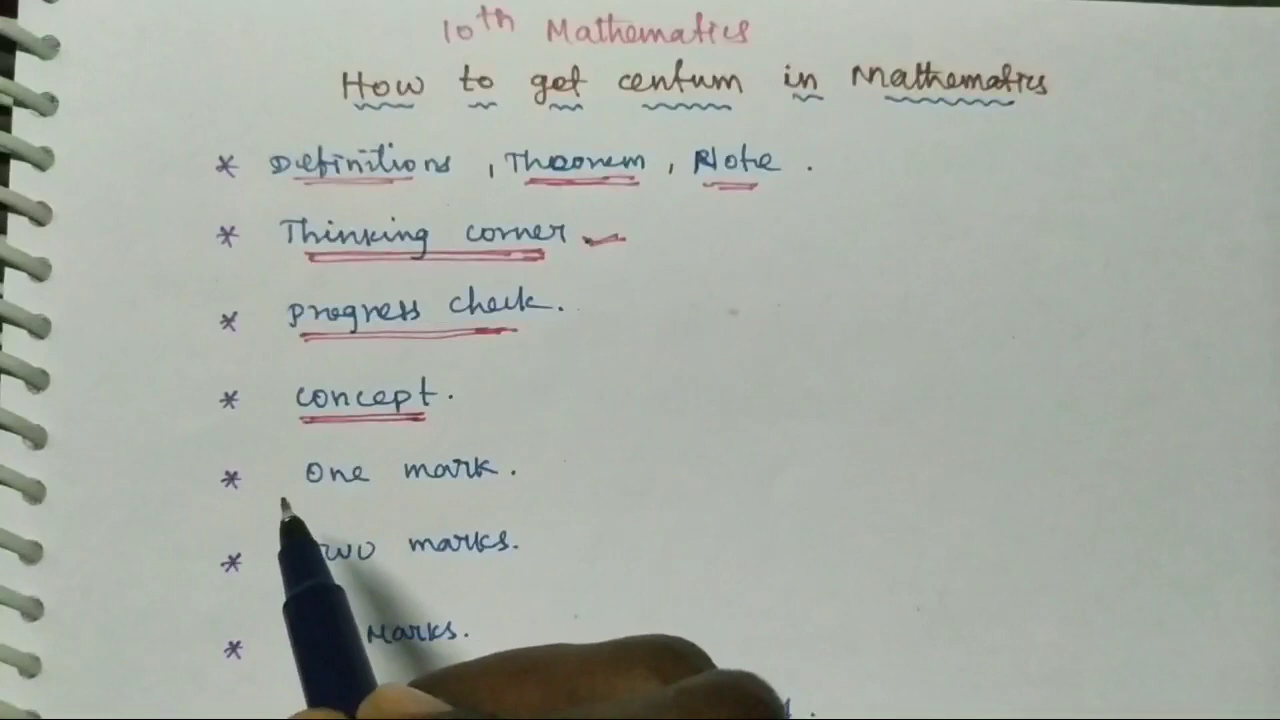 10th Mathematics
How to get centum in Mathematics
* Definitions , Theorem , Note .
* Thinking corner
* Progress check.
* concept.
* One mark.
* marks.
* Marks.